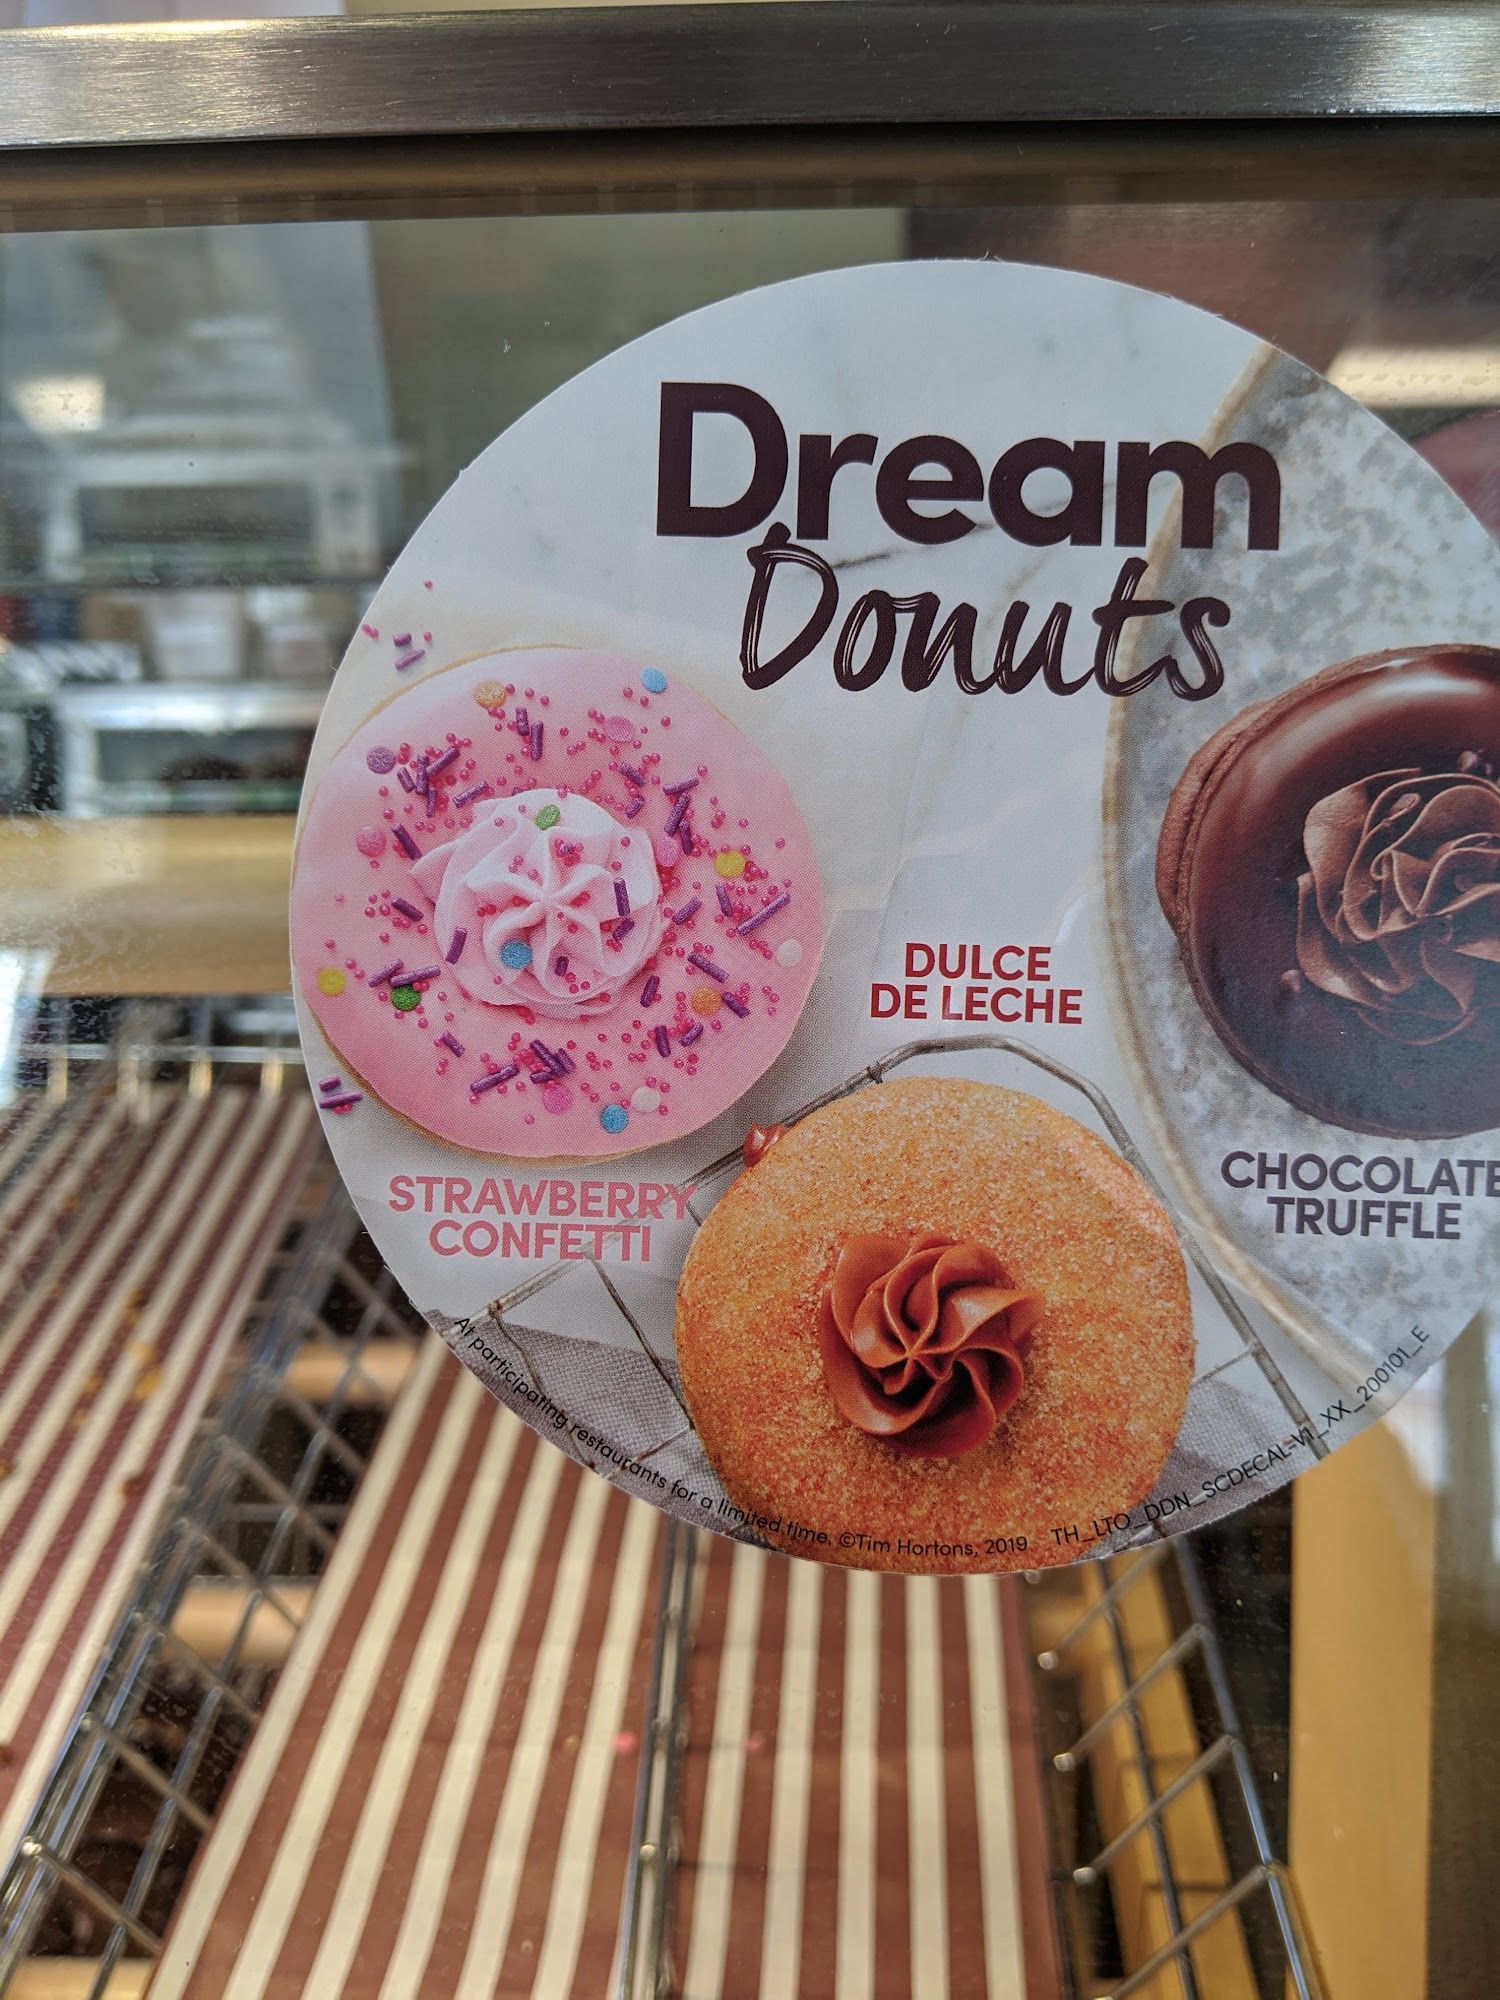 Dream
Donuts
DULCE
DE LECHE
STRAWBERRY
CONFETTI
CHOCOLATE
TRUFFLE
At participating restaurants for a limited time. ©Tim Hortons, 2019 TH_LTO_DDN_SCDECAL-V1_XX_200101_E